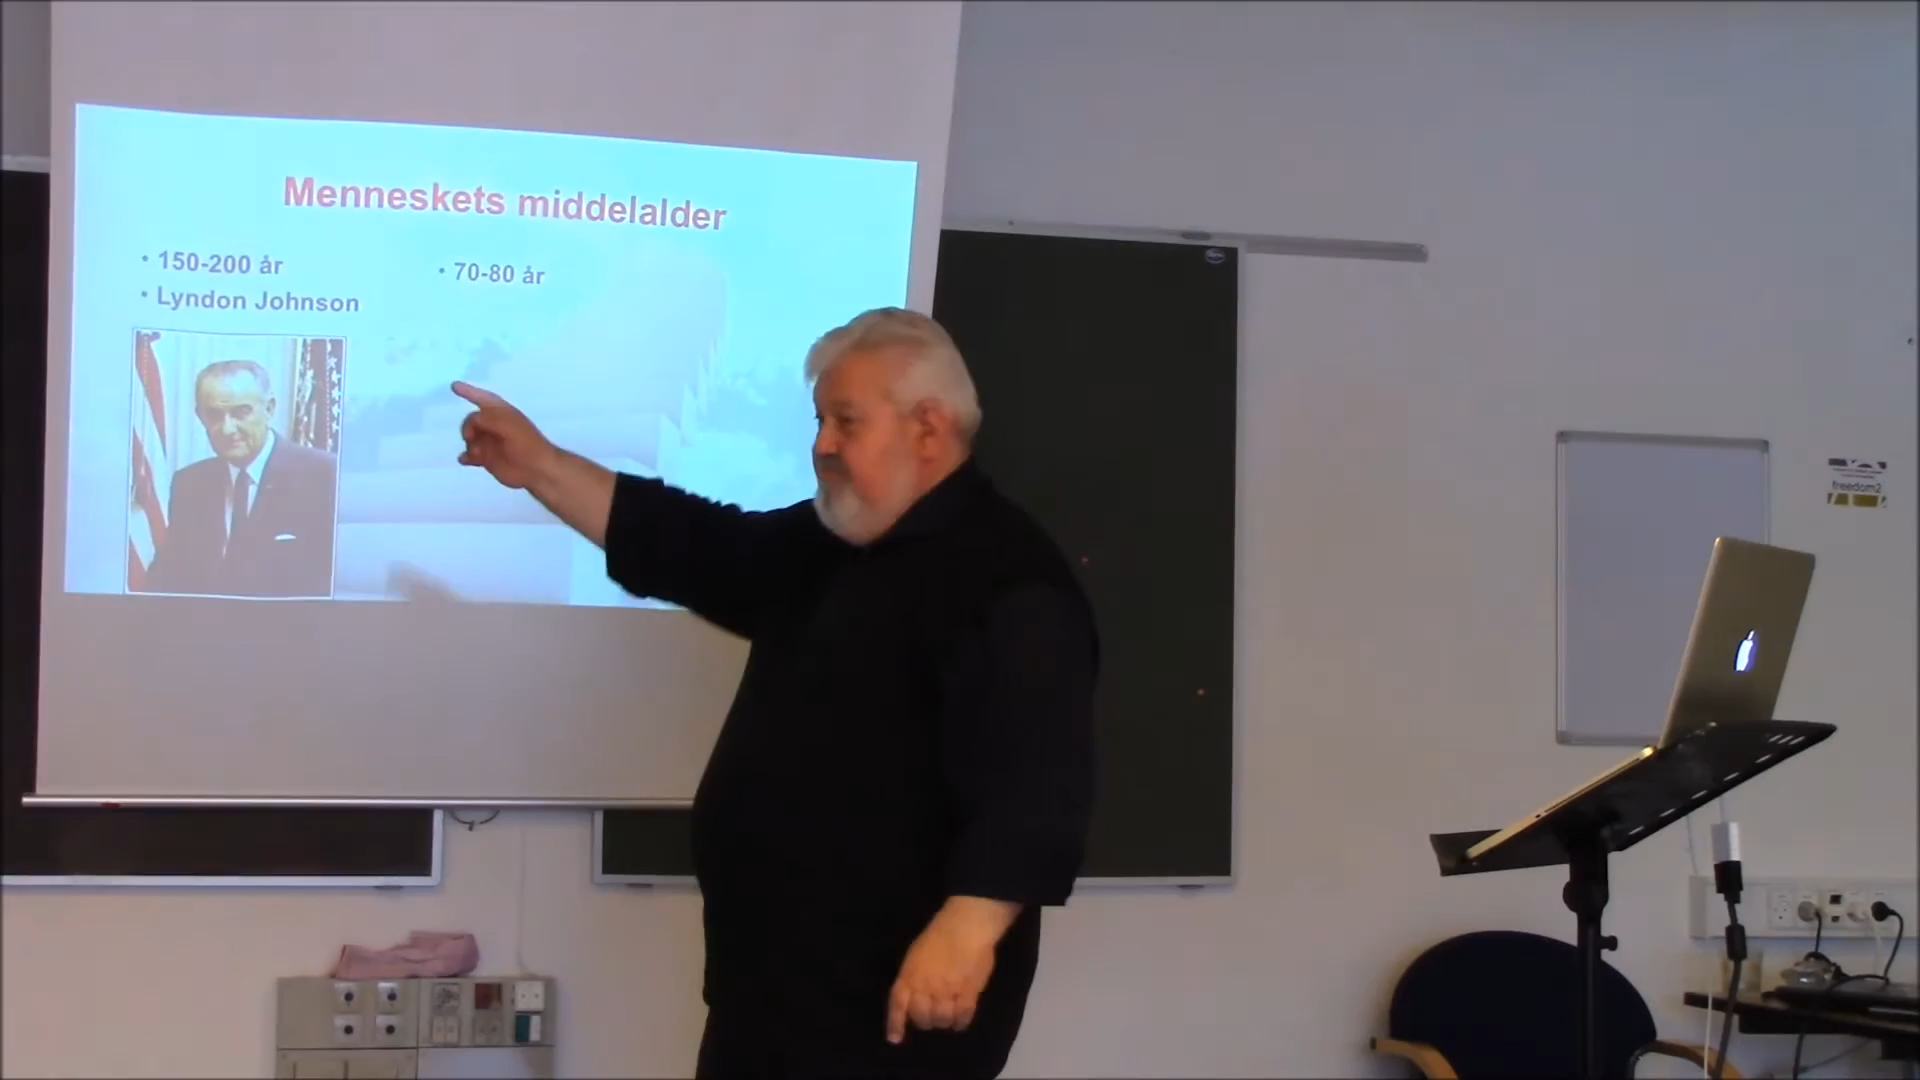 Menneskets middelalder
• 150-200 år
• Lyndon Johnson
• 70-80 år
freedom2